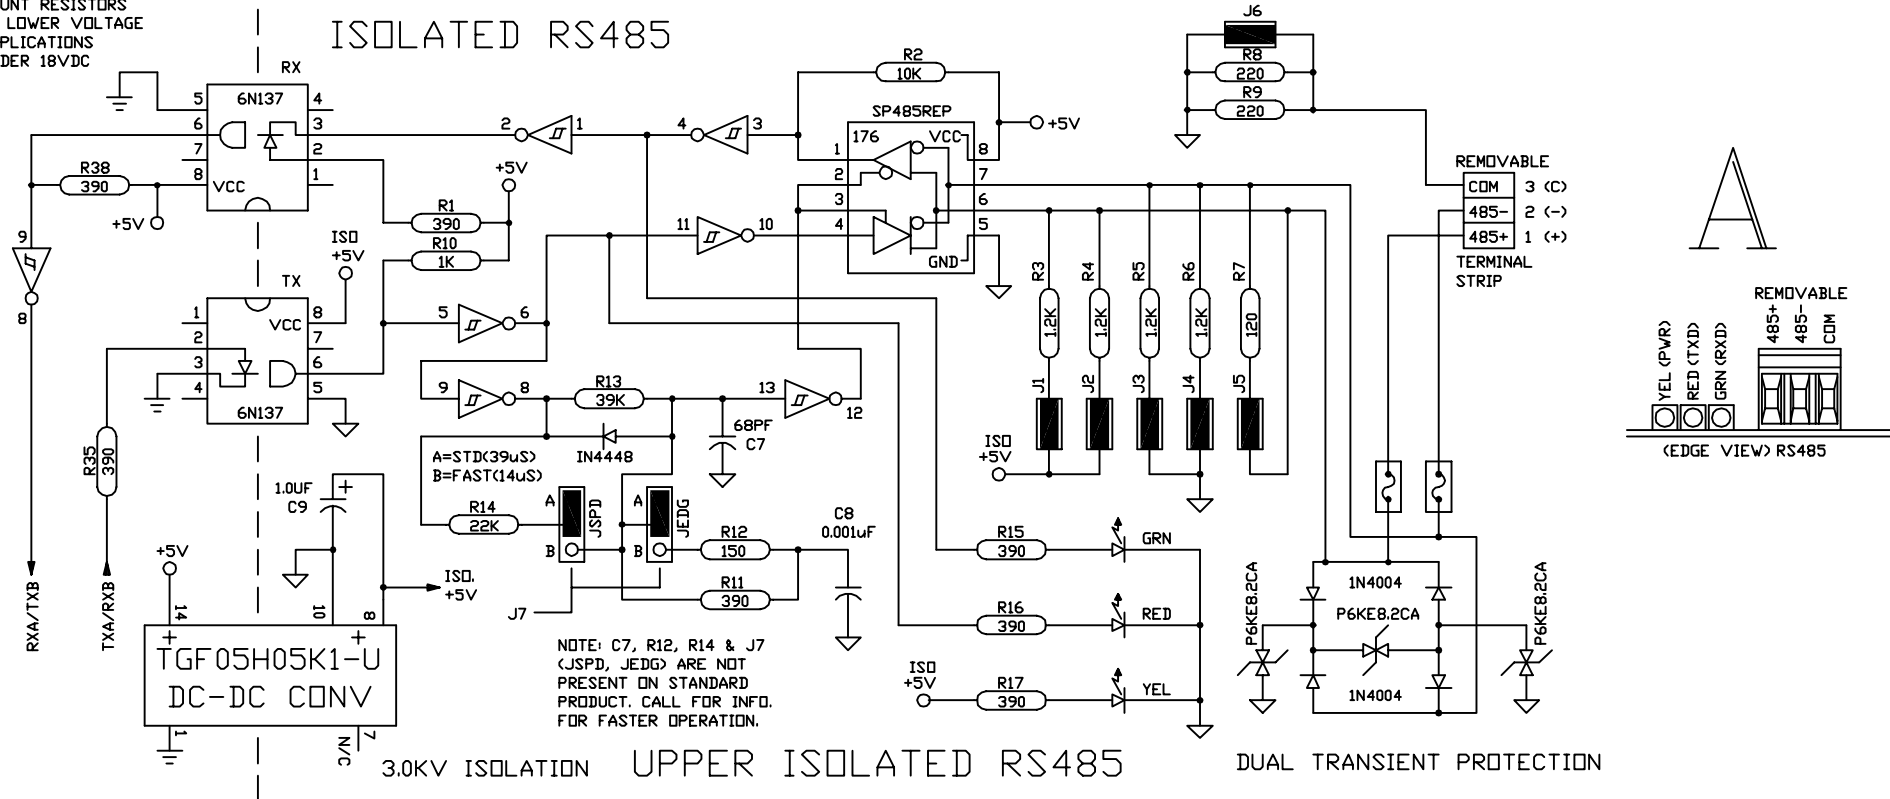 UNT RESISTORS
LOWER VOLTAGE
PLICATIONS
DER 18VDC
ISOLATED RS485
RX
6N137
5
6
7
8
VCC
4
3
2
1
R38
390
+5V
9
8
RXA/TXB
TXA/RXB
R35
390
TX
1
2
3
4
VCC
8
7
6
5
6N137
ISO
+5V
R1
390
R10
1K
+5V
2
1
4
3
R2
10K
SP485REP
176
VCC
GND
1
2
3
4
8
7
6
5
+5V
11
10
5
6
9
8
R13
39K
IN4448
13
12
68PF
C7
A=STD(39uS)
B=FAST(14uS)
R14
22K
A
B
JSPD
A
B
JEDG
R12
150
R11
390
C8
0.001uF
J7
NOTE: C7, R12, R14 & J7
(JSPD, JEDG) ARE NOT
PRESENT ON STANDARD
PRODUCT. CALL FOR INFO.
FOR FASTER OPERATION.
1.0UF
C9
+
+5V
14
10
8
ISO.
+5V
+
+
TGF05H05K1-U
DC-DC CONV
1
N/C
7
3.0KV ISOLATION
UPPER ISOLATED RS485
J6
R8
220
R9
220
R3
1.2K
R4
1.2K
R5
1.2K
R6
1.2K
R7
120
J1
J2
J3
J4
J5
ISO
+5V
R15
390
GRN
R16
390
RED
ISO
+5V
R17
390
YEL
REMOVABLE
COM 3 (C)
485- 2 (-)
485+ 1 (+)
TERMINAL
STRIP
P6KE8.2CA
1N4004
P6KE8.2CA
1N4004
P6KE8.2CA
DUAL TRANSIENT PROTECTION
A
REMOVABLE
YEL (PWR)
RED (TXD)
GRN (RXD)
485+
485-
COM
(EDGE VIEW) RS485